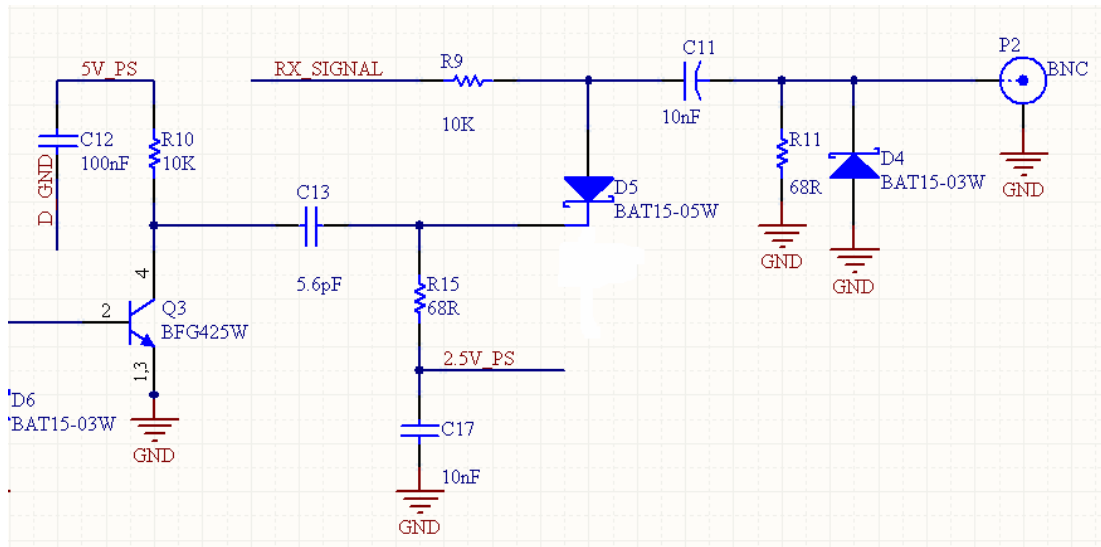 P2
C11
5V_PS
RX_SIGNAL
R9
BNC
10nF
10K
C12
100nF
R10
10K
R11
68R
D4
BAT15-03W
D_GND
C13
D5
BAT15-05W
GND
GND
GND
4
5.6pF
R15
68R
2
Q3
BFG425W
2.5V_PS
1,3
D6
BAT15-03W
C17
GND
10nF
GND